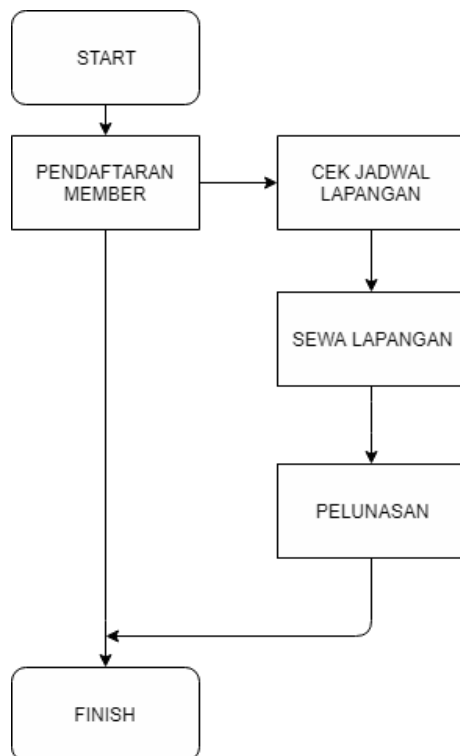 START
PENDAFTARAN
MEMBER
CEK JADWAL
LAPANGAN
SEWA LAPANGAN
PELUNASAN
FINISH